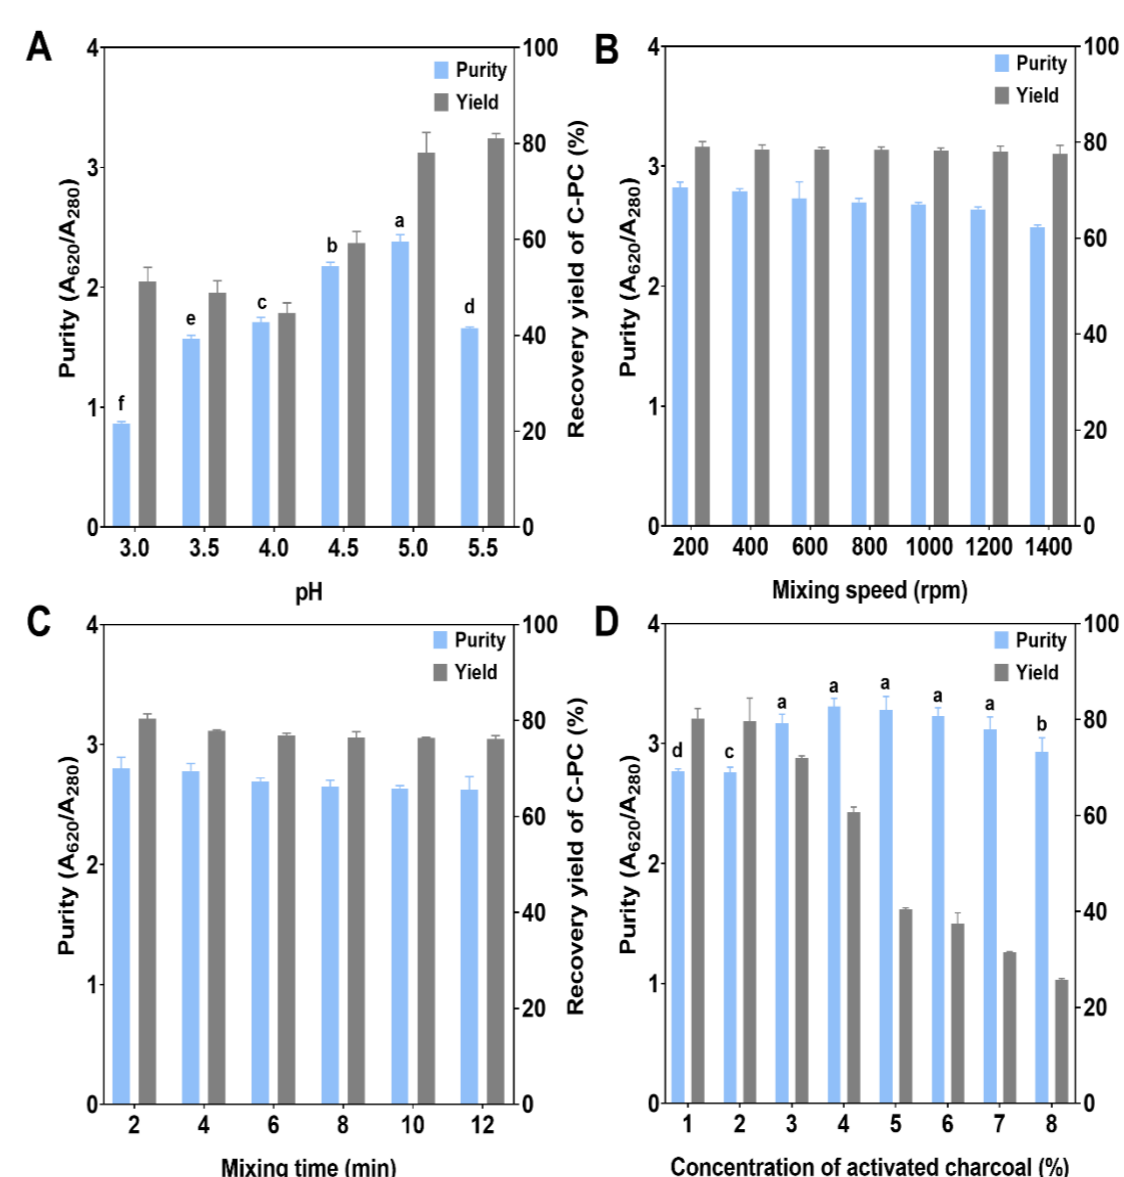 A
4
3
2
1
0
100
80
60
40
20
0
Purity
Yield
Purity (A620/A280)
Recovery yield of C-PC (%)
f
e
c
b
a
d
3.0 3.5 4.0 4.5 5.0 5.5
pH
B
4
3
2
1
0
100
80
60
40
20
0
Purity
Yield
Purity (A620/A280)
200 400 600 800 1000 1200 1400
Mixing speed (rpm)
C
4
3
2
1
0
100
80
60
40
20
0
Purity
Yield
Purity (A620/A280)
Recovery yield of C-PC (%)
2 4 6 8 10 12
Mixing time (min)
D
4
3
2
1
0
100
80
60
40
20
0
Purity
Yield
Purity (A620/A280)
d
c
a
a
a
a
a
b
1 2 3 4 5 6 7 8
Concentration of activated charcoal (%)